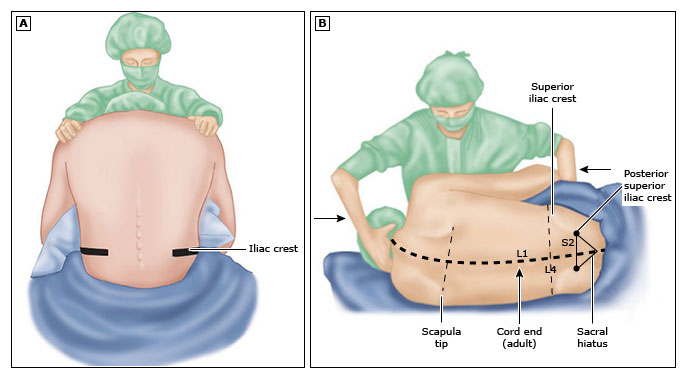 A
B
Iliac crest
Superior
iliac crest
Posterior
superior
iliac crest
S2
L1
L4
Scapula
tip
Cord end
(adult)
Sacral
hiatus